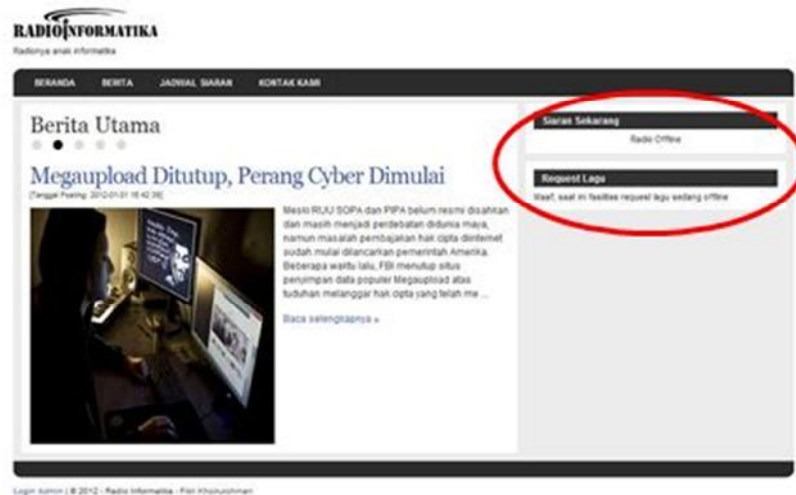 RADIOINFORMATIKA
Radionya anak informatika
BERANDA BERITA JADWAL SIARAN KONTAK KAMI
Berita Utama
Megaupload Ditutup, Perang Cyber Dimulai
[Tanggal Posting: 2012-01-31 16:42:38]
Meski RUU SOPA dan PIPA belum resmi disahkan
dan masih menjadi perdebatan didunia maya,
namun masalah pembajakan hak cipta diinternet
sudah mulai dilancarkan pemerintah Amerika.
Beberapa waktu lalu, FBI menutup situs
penyimpan data populer Megaupload atas
tuduhan melanggar hak cipta yang telah me ...
Baca selengkapnya »
Siaran Sekarang
Radio Offline
Request Lagu
Maaf, saat ini fasilitas request lagu sedang offline
Login Admin | © 2012 - Radio Informatika - Fikri